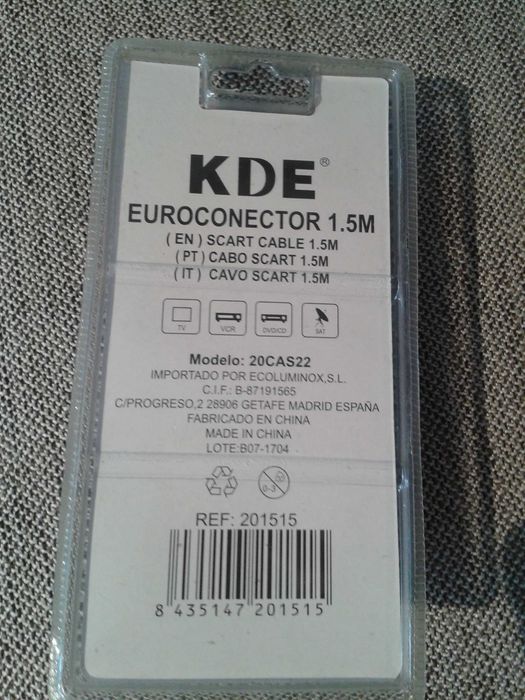 KDE®
EUROCONECTOR 1.5M
( EN ) SCART CABLE 1.5M
( PT ) CABO SCART 1.5M
( IT ) CAVO SCART 1.5M
TV VCR DVD/CD SAT
Modelo: 20CAS22
IMPORTADO POR ECOLUMINOX,S.L.
C.I.F.: B-87191565
C/PROGRESO,2 28906 GETAFE MADRID ESPAÑA
FABRICADO EN CHINA
MADE IN CHINA
LOTE:B07-1704
0-3
REF: 201515
8 435147 201515